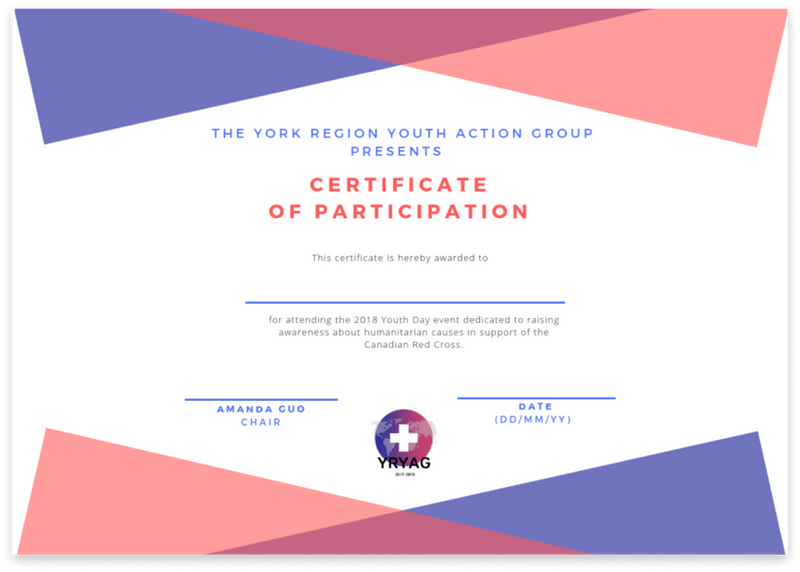 THE YORK REGION YOUTH ACTION GROUP
PRESENTS
CERTIFICATE
OF PARTICIPATION
This certificate is hereby awarded to
for attending the 2018 Youth Day event dedicated to raising
awareness about humanitarian causes in support of the
Canadian Red Cross.
AMANDA GUO
CHAIR
DATE
(DD/MM/YY)
YRYAG
2017-2018